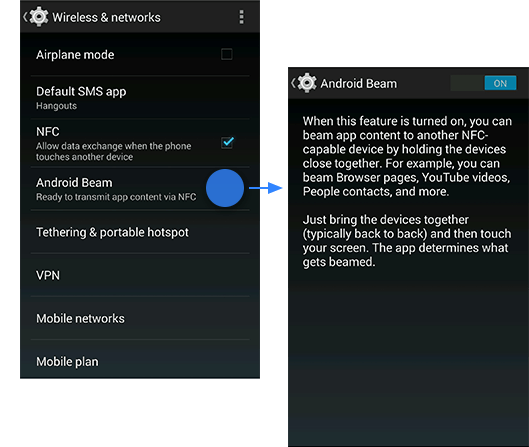 Wireless & networks
Airplane mode
Default SMS app
Hangouts
NFC
Allow data exchange when the phone
touches another device
Android Beam
Ready to transmit app content via NFC
Tethering & portable hotspot
VPN
Mobile networks
Mobile plan
Android Beam
ON
When this feature is turned on, you can
beam app content to another NFC-
capable device by holding the devices
close together. For example, you can
beam Browser pages, YouTube videos,
People contacts, and more.
Just bring the devices together
(typically back to back) and then touch
your screen. The app determines what
gets beamed.